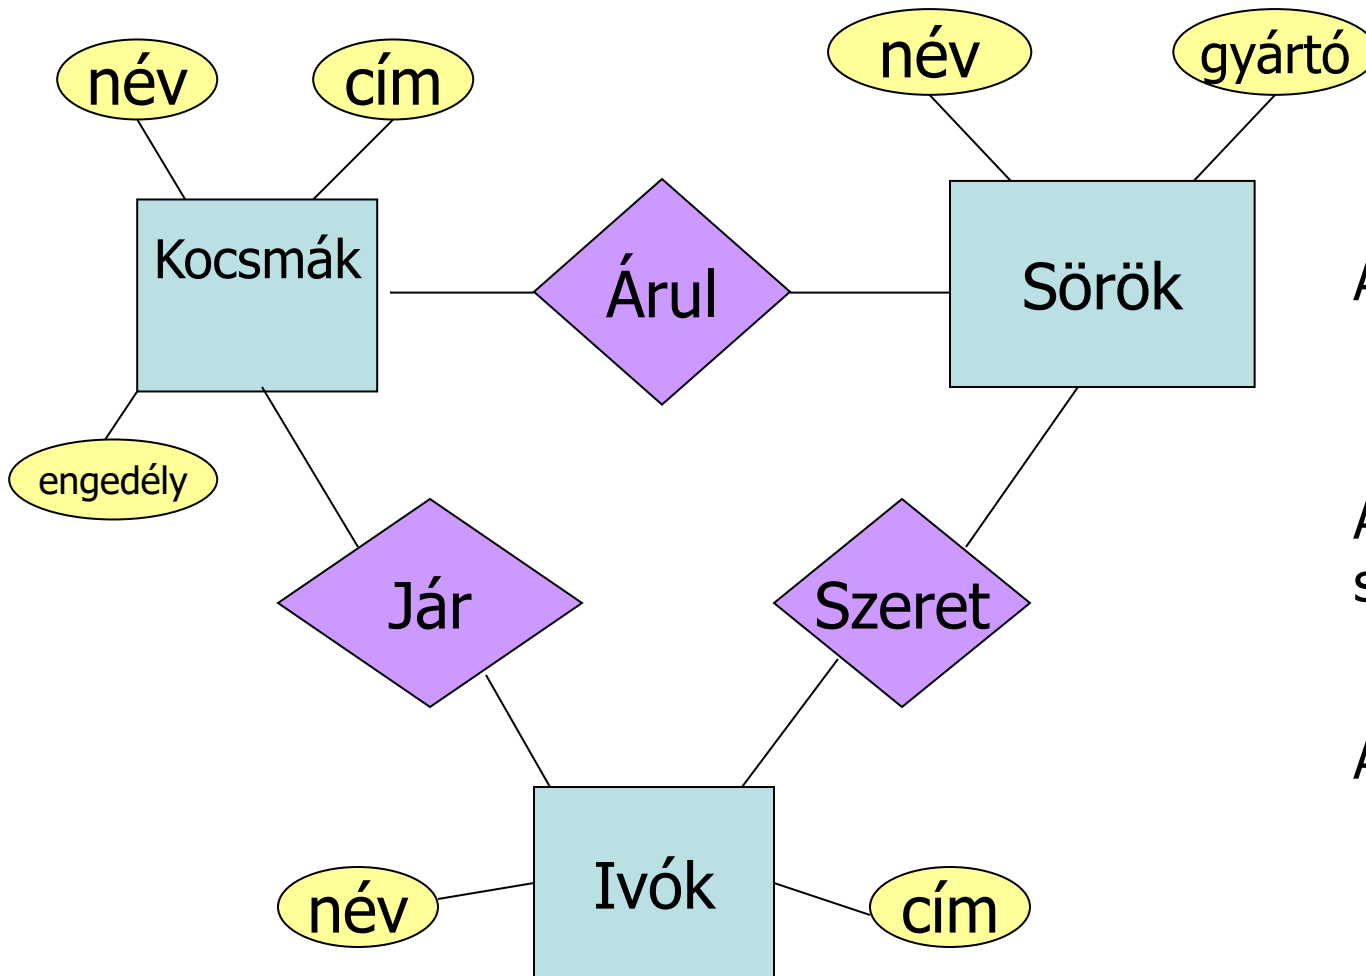 név
cím
név
gyártó
Kocsmák
Árul
Sörök
engedély
Jár
Szeret
Ivók
név
cím